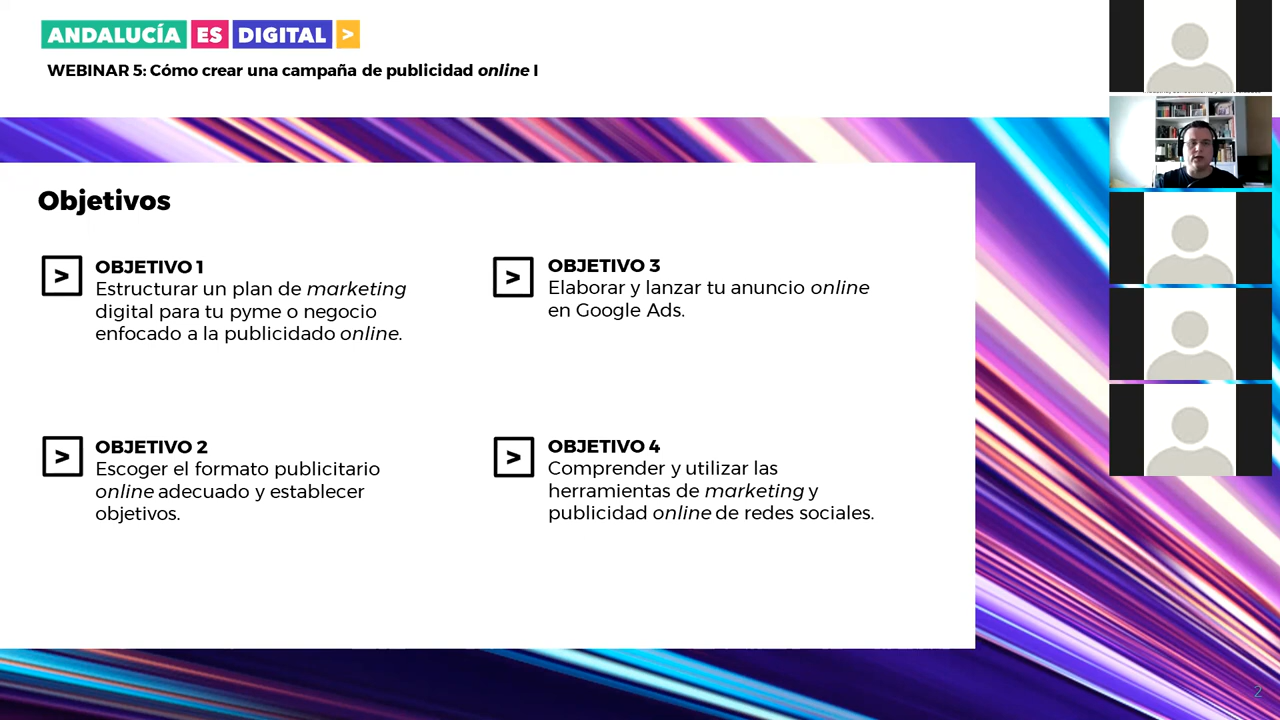 ANDALUCÍA ES DIGITAL >
WEBINAR 5: Cómo crear una campaña de publicidad online I
Objetivos
> OBJETIVO 1
Estructurar un plan de marketing
digital para tu pyme o negocio
enfocado a la publicidado online.
> OBJETIVO 2
Escoger el formato publicitario
online adecuado y establecer
objetivos.
> OBJETIVO 3
Elaborar y lanzar tu anuncio online
en Google Ads.
> OBJETIVO 4
Comprender y utilizar las
herramientas de marketing y
publicidad online de redes sociales.
2